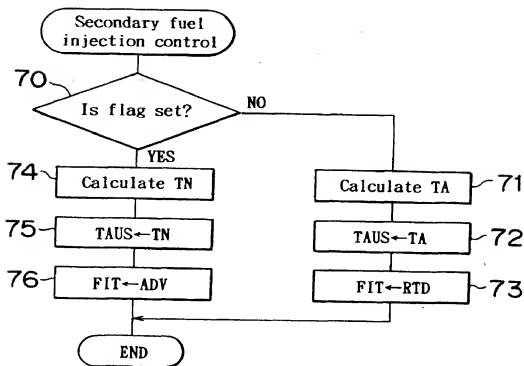 Secondary fuel
injection control
70
Is flag set?
NO
YES
74
Calculate TN
75
TAUS←TN
76
FIT←ADV
Calculate TA
71
TAUS←TA
72
FIT←RTD
73
END